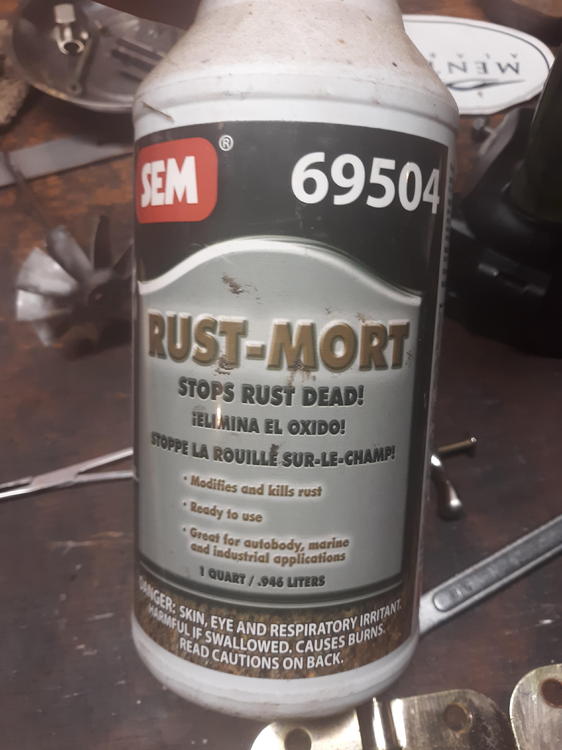 SEM®
69504
RUST-MORT
STOPS RUST DEAD!
¡ELIMINA EL OXIDO!
STOPPE LA ROUILLE SUR-LE-CHAMP!
· Modifies and kills rust
· Ready to use
· Great for autobody, marine
and industrial applications
1 QUART / .946 LITERS
DANGER: SKIN, EYE AND RESPIRATORY IRRITANT.
HARMFUL IF SWALLOWED. CAUSES BURNS.
READ CAUTIONS ON BACK.